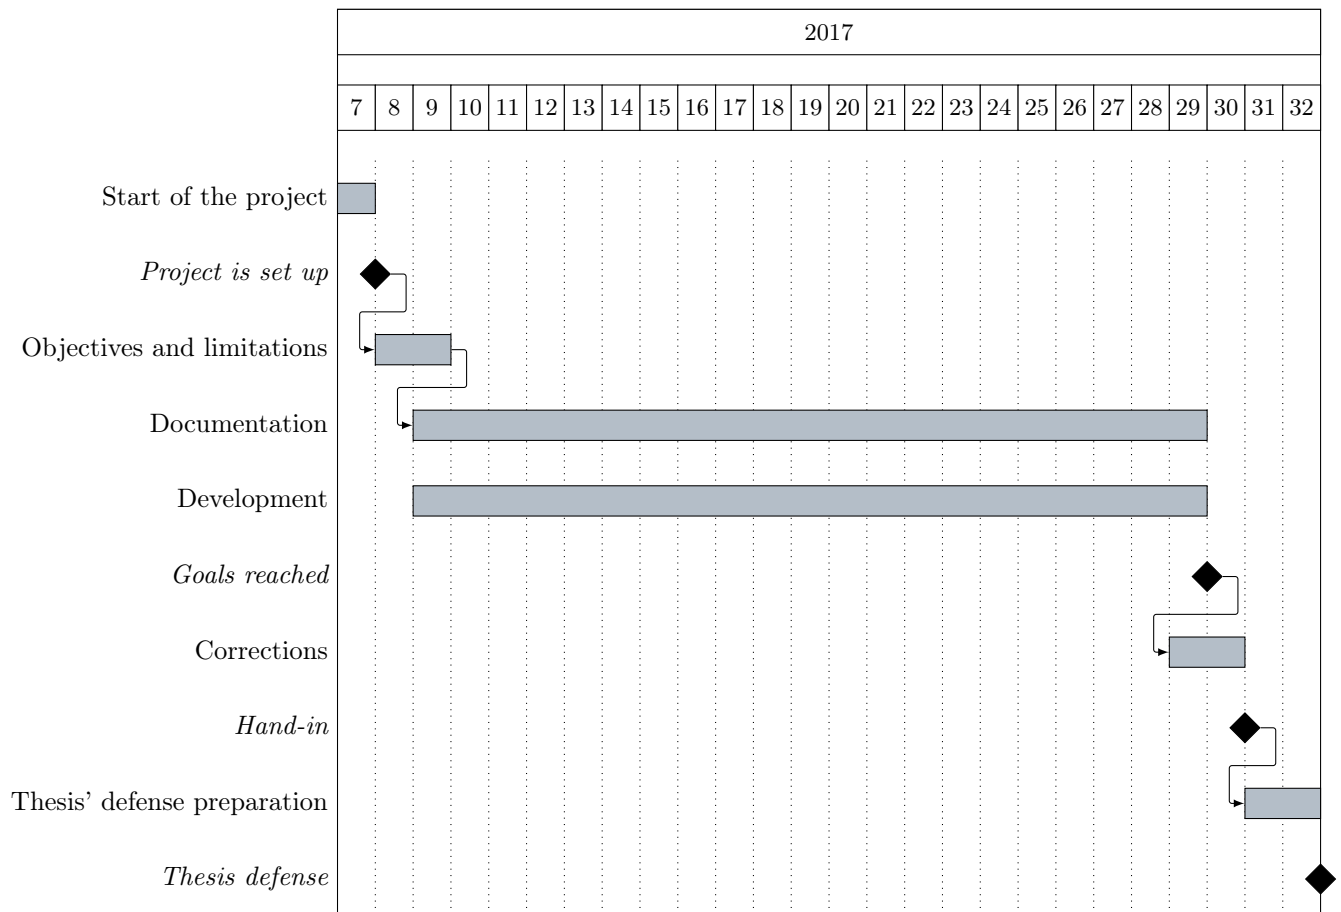 2017
7 8 9 10 11 12 13 14 15 16 17 18 19 20 21 22 23 24 25 26 27 28 29 30 31 32
Start of the project
Project is set up
Objectives and limitations
Documentation
Development
Goals reached
Corrections
Hand-in
Thesis’ defense preparation
Thesis defense